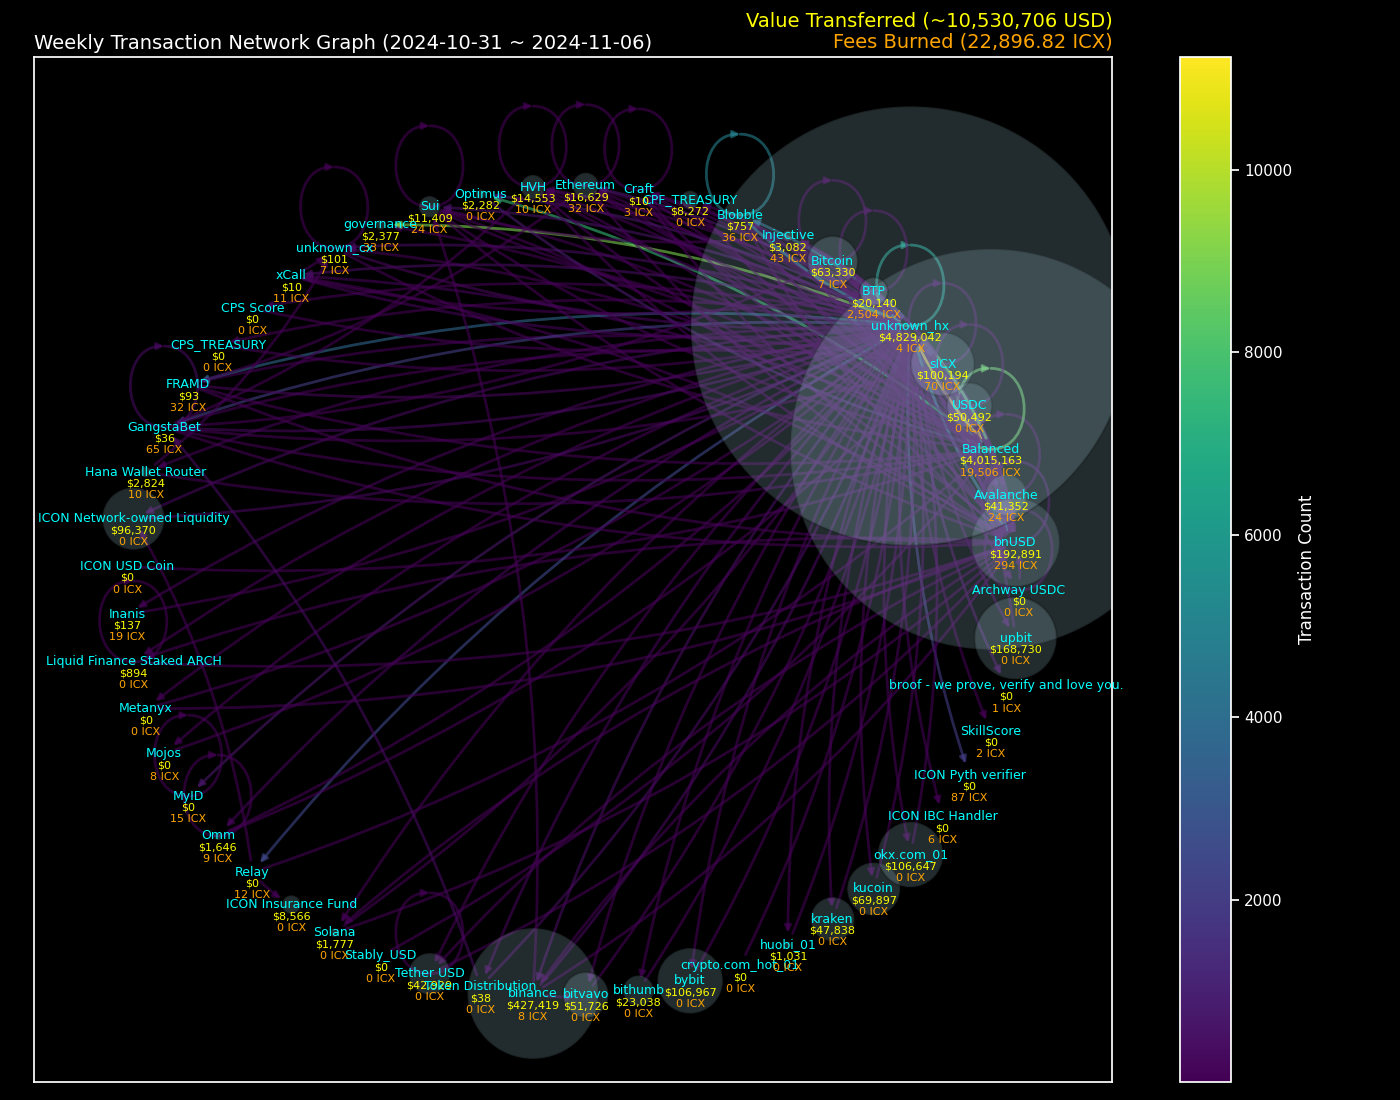 Value Transferred (~10,530,706 USD)
Weekly Transaction Network Graph (2024-10-31 ~ 2024-11-06)
Fees Burned (22,896.82 ICX)
HVH
$14,553
10 ICX
Ethereum
$16,629
32 ICX
Craft
$10
3 ICX
CPF_TREASURY
$8,272
0 ICX
Optimus
$2,282
0 ICX
Sui
$11,409
24 ICX
Blobble
$757
36 ICX
governance
$2,377
33 ICX
Injective
$3,082
43 ICX
unknown_cx
$101
7 ICX
Bitcoin
$63,330
7 ICX
xCall
$10
11 ICX
BTP
$20,140
2,504 ICX
CPS Score
$0
0 ICX
unknown_hx
$4,829,042
4 ICX
CPS_TREASURY
$0
0 ICX
sICX
$100,194
70 ICX
FRAMD
$93
32 ICX
USDC
$50,492
0 ICX
GangstaBet
$36
65 ICX
Balanced
$4,015,163
19,506 ICX
Hana Wallet Router
$2,824
10 ICX
Avalanche
$41,352
24 ICX
ICON Network-owned Liquidity
$96,370
0 ICX
bnUSD
$192,891
294 ICX
ICON USD Coin
$0
0 ICX
Archway USDC
$0
0 ICX
Inanis
$137
19 ICX
upbit
$168,730
0 ICX
Liquid Finance Staked ARCH
$894
0 ICX
broof - we prove, verify and love you.
$0
1 ICX
Metanyx
$0
0 ICX
SkillScore
$0
2 ICX
Mojos
$0
8 ICX
ICON Pyth verifier
$0
87 ICX
MyID
$0
15 ICX
ICON IBC Handler
$0
6 ICX
Omm
$1,646
9 ICX
okx.com_01
$106,647
0 ICX
Relay
$0
12 ICX
kucoin
$69,897
0 ICX
ICON Insurance Fund
$8,566
0 ICX
kraken
$47,838
0 ICX
Solana
$1,777
0 ICX
huobi_01
$1,031
0 ICX
Stably_USD
$0
0 ICX
crypto.com_hot_01
$0
0 ICX
Tether USD
0 ICX
Token Distribution
$38
0 ICX
binance
$427,419
8 ICX
bitvavo
$51,726
0 ICX
bithumb
$23,038
0 ICX
bybit
$106,967
0 ICX
10000
8000
6000
4000
2000
Transaction Count